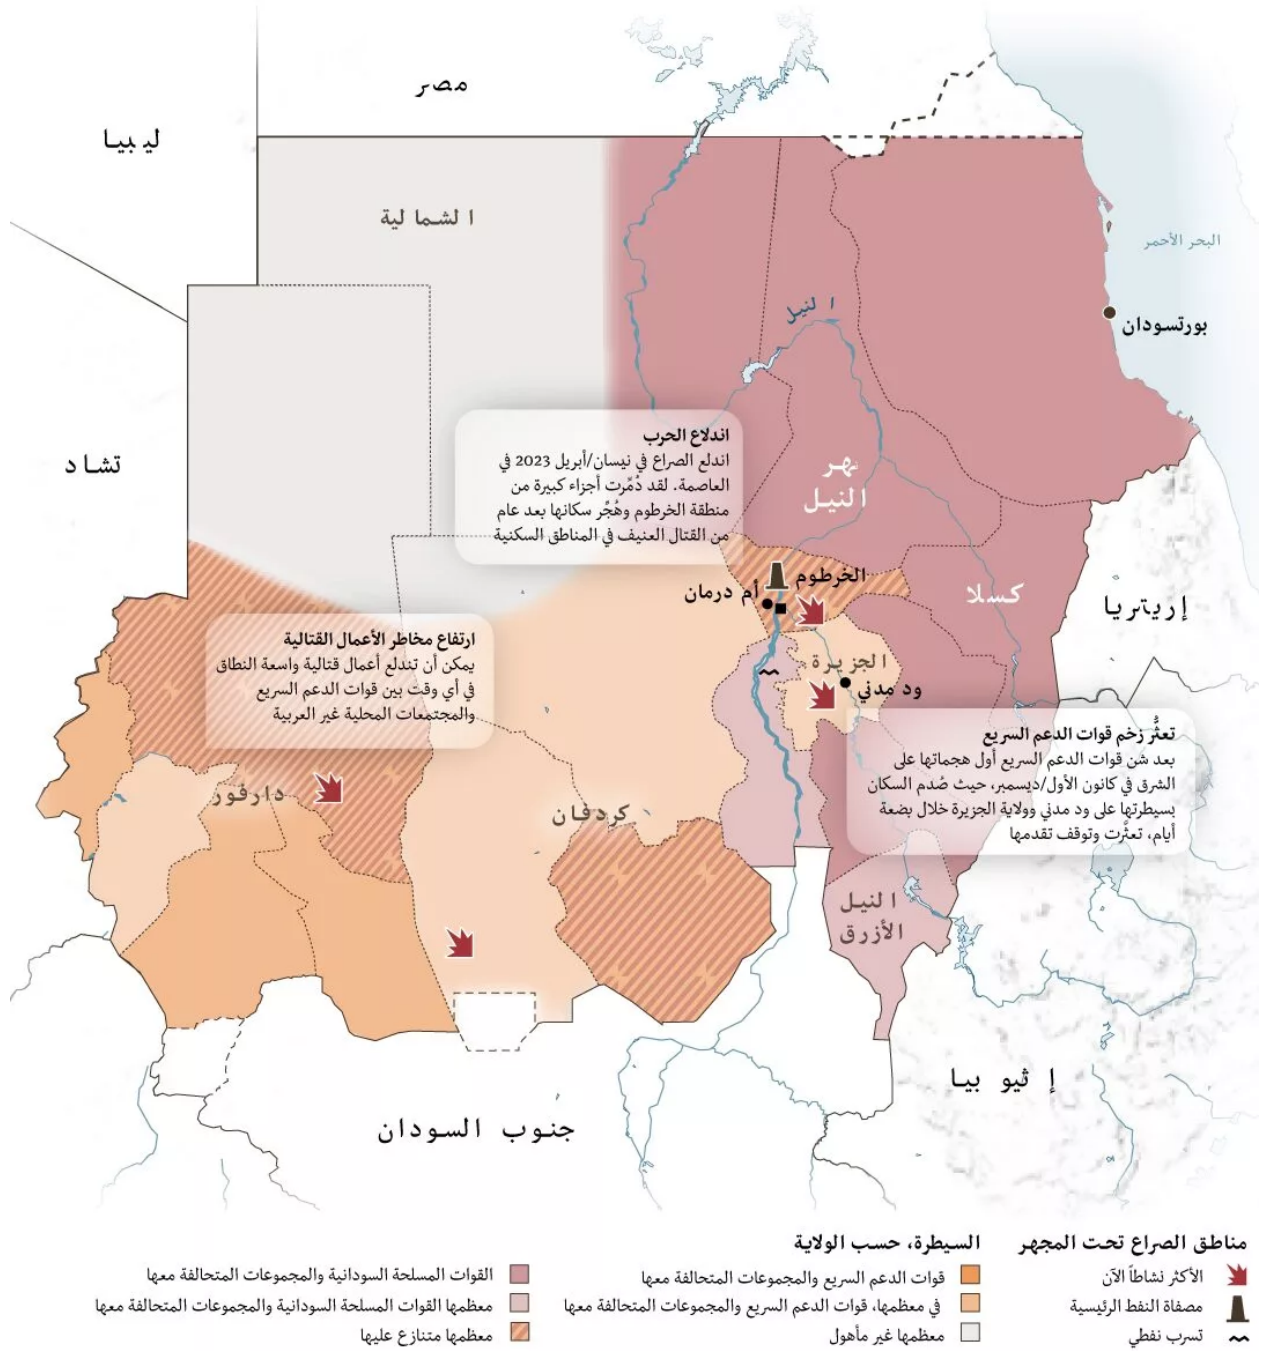 مصر
ليبيا
الشمالية
البحر الأحمر
النيل
بورتسودان
تشاد
اندلاع الحرب
اندلع الصراع في نيسان/أبريل 2023 في
العاصمة. لقد دُمِّرت أجزاء كبيرة من
منطقة الخرطوم وهُجِّر سكانها بعد عام
من القتال العنيف في المناطق السكنية
نهر
النيل
الخرطوم
أم درمان
كسلا
إريتريا
ارتفاع مخاطر الأعمال القتالية
يمكن أن تندلع أعمال قتالية واسعة النطاق
في أي وقت بين قوات الدعم السريع
والمجتمعات المحلية غير العربية
الجزيرة
ود مدني
تعثُّر زخم قوات الدعم السريع
بعد شن قوات الدعم السريع أول هجماتها على
الشرق في كانون الأول/ديسمبر، حيث صُدم السكان
بسيطرتها على ود مدني وولاية الجزيرة خلال بضعة
أيام، تعثَّرت وتوقف تقدمها
دارفور
كردفان
النيل
الأزرق
إثيوبيا
جنوب السودان
مناطق الصراع تحت المجهر
الأكثر نشاطاً الآن
مصفاة النفط الرئيسية
تسرب نفطي
السيطرة، حسب الولاية
قوات الدعم السريع والمجموعات المتحالفة معها
في معظمها، قوات الدعم السريع والمجموعات المتحالفة معها
معظمها غير مأهول
القوات المسلحة السودانية والمجموعات المتحالفة معها
معظمها القوات المسلحة السودانية والمجموعات المتحالفة معها
معظمها متنازع عليها